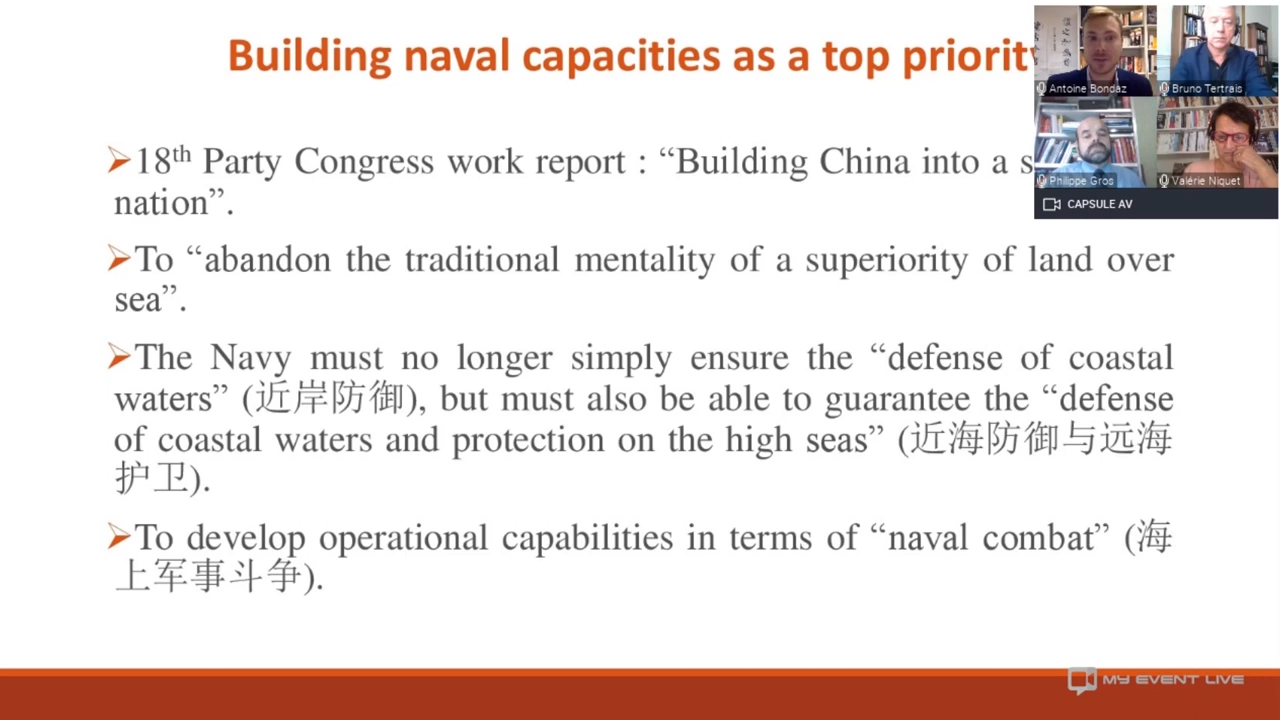 Building naval capacities as a top priority
18th Party Congress work report : “Building China into a s
nation”.
To “abandon the traditional mentality of a superiority of land over
sea”.
The Navy must no longer simply ensure the “defense of coastal
waters” (近岸防御), but must also be able to guarantee the “defense
of coastal waters and protection on the high seas” (近海防御与远海
护卫).
To develop operational capabilities in terms of “naval combat” (海
上军事斗争).
Antoine Bondaz
Bruno Tertrais
Philippe Gros
Valérie Niquet
CAPSULE AV
MY EVENT LIVE